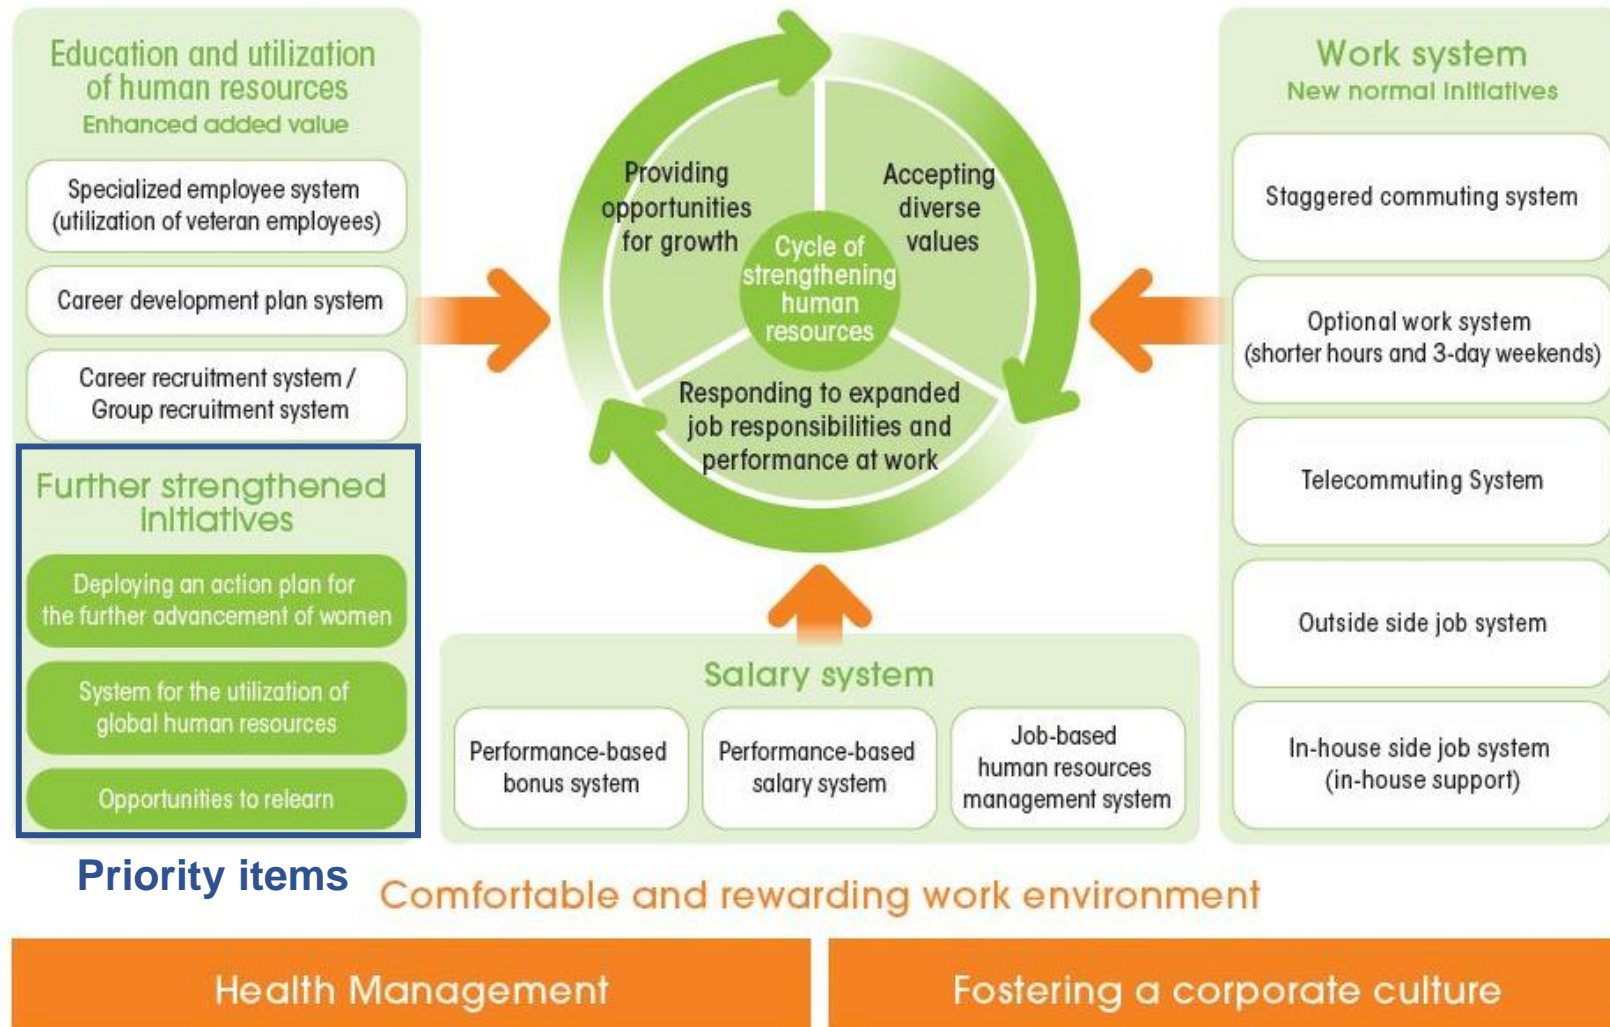 Education and utilization
of human resources
Enhanced added value
Specialized employee system
(utilization of veteran employees)
Career development plan system
Career recruitment system /
Group recruitment system
Further strengthened
initiatives
Deploying an action plan for
the further advancement of women
System for the utilization of
global human resources
Opportunities to relearn
Priority items
Providing
opportunities
for growth
Accepting
diverse
values
Cycle of
strengthening
human
resources
Responding to expanded
job responsibilities and
performance at work
Salary system
Performance-based
bonus system
Performance-based
salary system
Job-based
human resources
management system
Work system
New normal initiatives
Staggered commuting system
Optional work system
(shorter hours and 3-day weekends)
Telecommuting System
Outside side job system
In-house side job system
(in-house support)
Comfortable and rewarding work environment
Health Management
Fostering a corporate culture